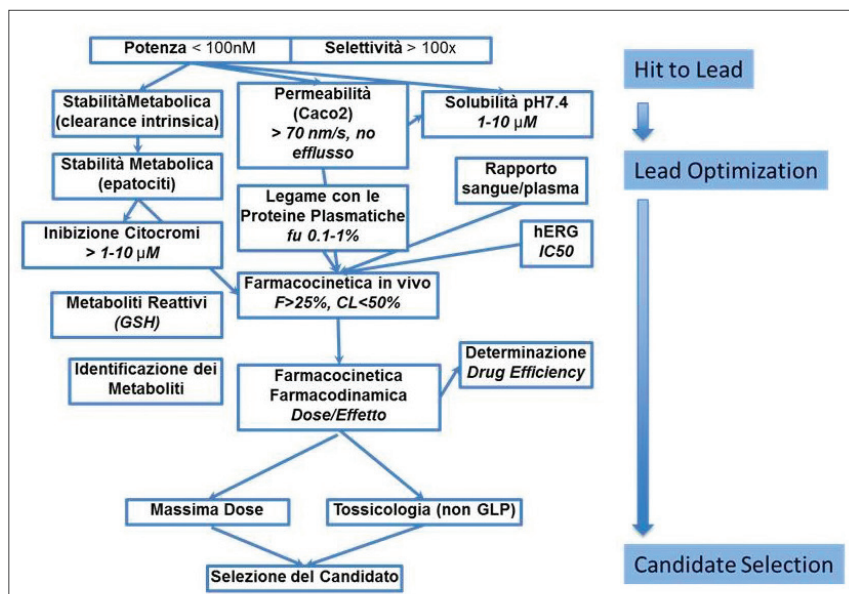 Potenza < 100nM
Selettività > 100x
Hit to Lead
StabilitàMetabolica
(clearance intrinsica)
Permeabilità
(Caco2)
> 70 nm/s, no
efflusso
Solubilità pH7.4
1-10 µM
Stabilità Metabolica
(epatociti)
Rapporto
sangue/plasma
Lead Optimization
Legame con le
Proteine Plasmatiche
fu 0.1-1%
Inibizione Citocromi
> 1-10 µM
hERG
IC50
Farmacocinetica in vivo
F>25%, CL<50%
Metaboliti Reattivi
(GSH)
Identificazione dei
Metaboliti
Farmacocinetica
Farmacodinamica
Dose/Effetto
Determinazione
Drug Efficiency
Massima Dose
Tossicologia (non GLP)
Selezione del Candidato
Candidate Selection